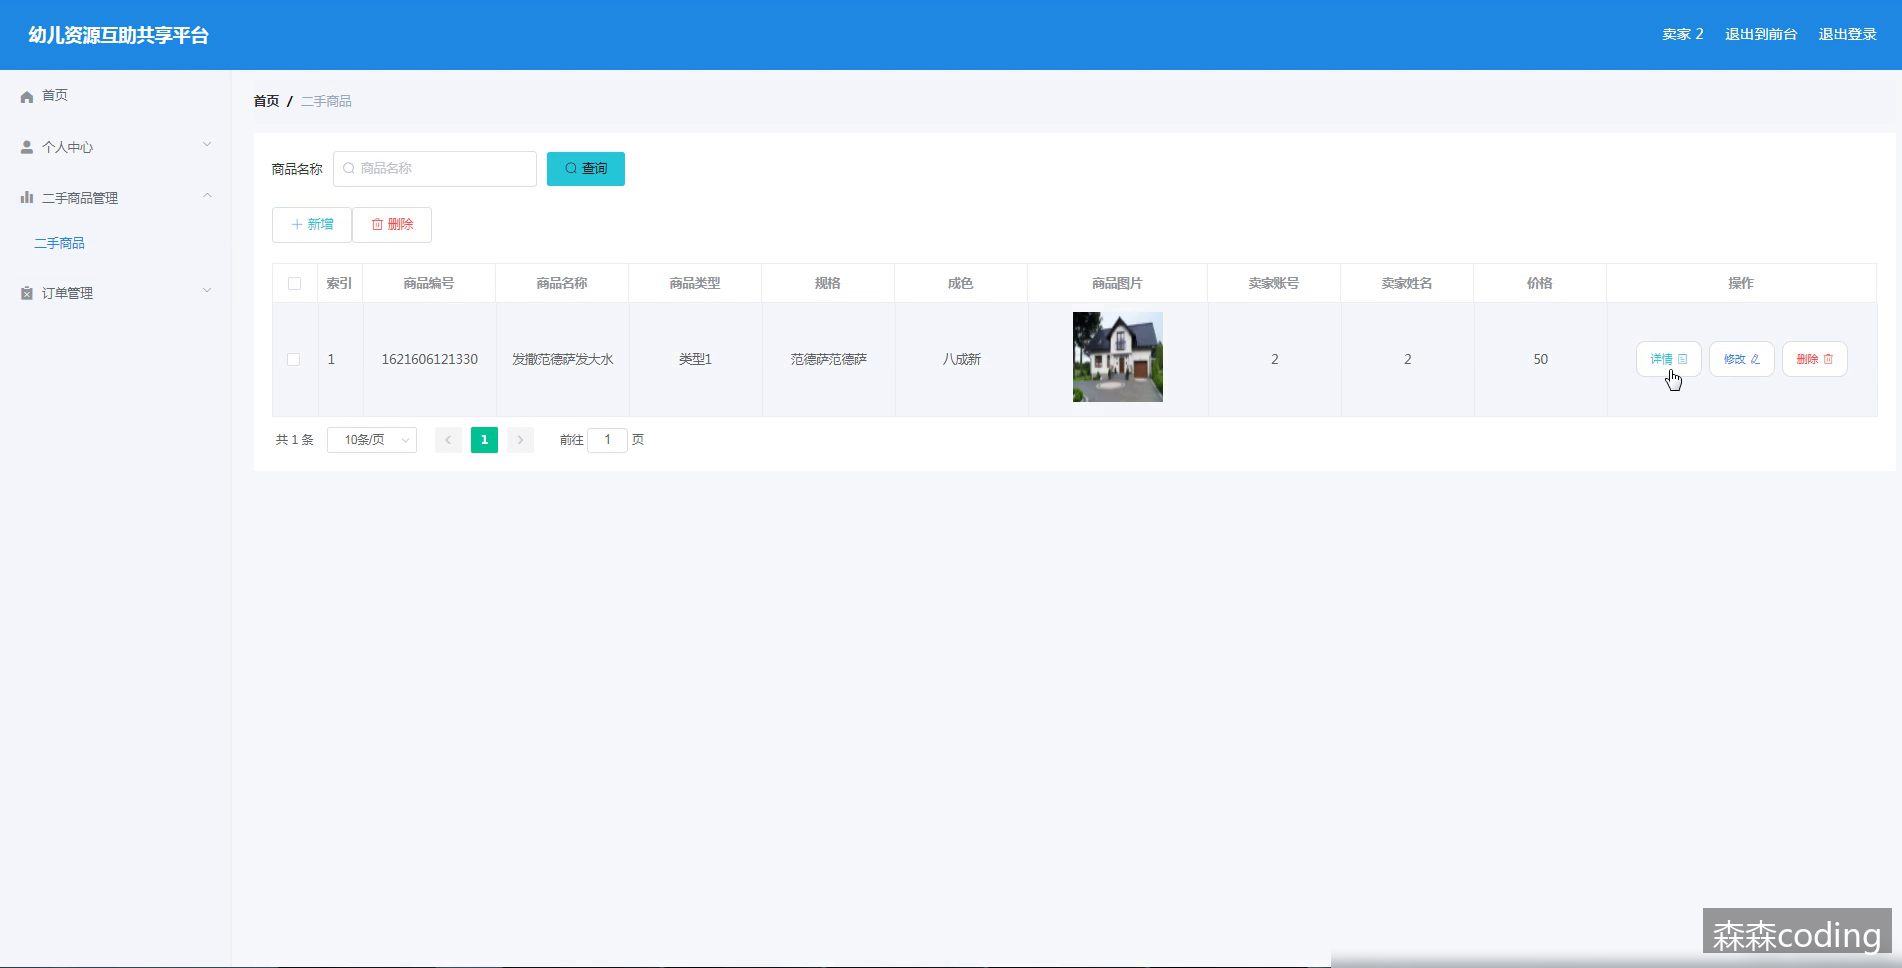 幼儿资源互助共享平台
卖家 2 退出到前台 退出登录
首页
个人中心
二手商品管理
二手商品
订单管理
首页 / 二手商品
商品名称 商品名称 查询
新增 删除
索引 商品编号 商品名称 商品类型 规格 成色 商品图片 卖家账号 卖家姓名 价格 操作
1 1621606121330 发撒范德萨发大水 类型1 范德萨范德萨 八成新 2 2 50 详情 修改 删除
共 1 条 10条/页 1 前往 1 页
森森coding